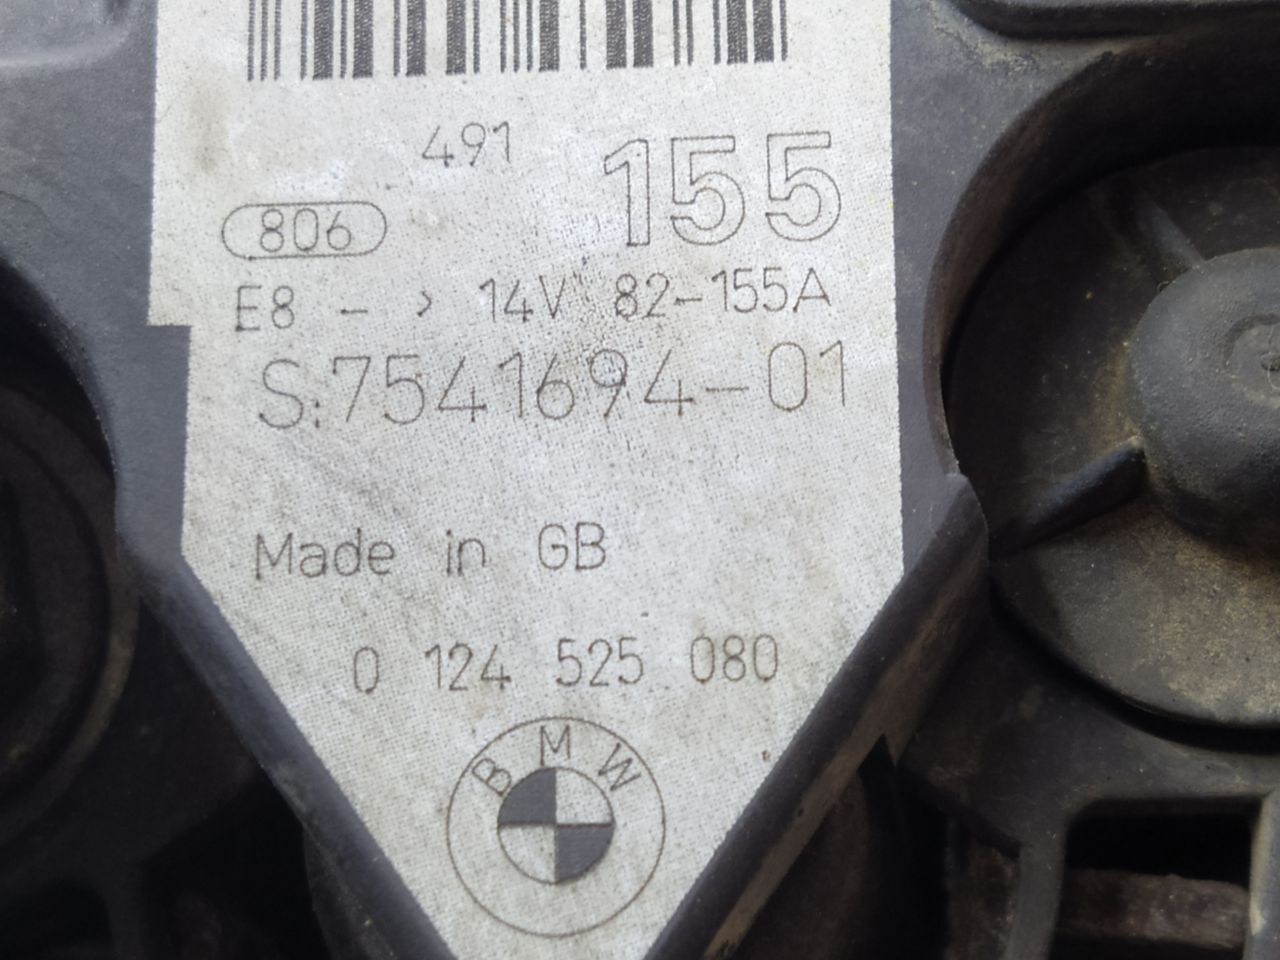 491
155
806
E8 - > 14V 82-155A
S:7541694-01
Made in GB
0 124 525 080
BMW